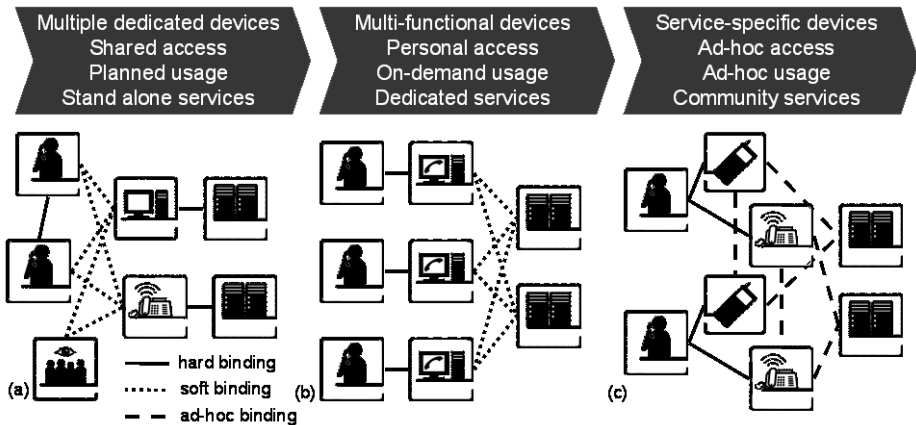 Multiple dedicated devices
Shared access
Planned usage
Stand alone services
Multi-functional devices
Personal access
On-demand usage
Dedicated services
Service-specific devices
Ad-hoc access
Ad-hoc usage
Community services
(a)
hard binding
soft binding
ad-hoc binding
(b)
(c)